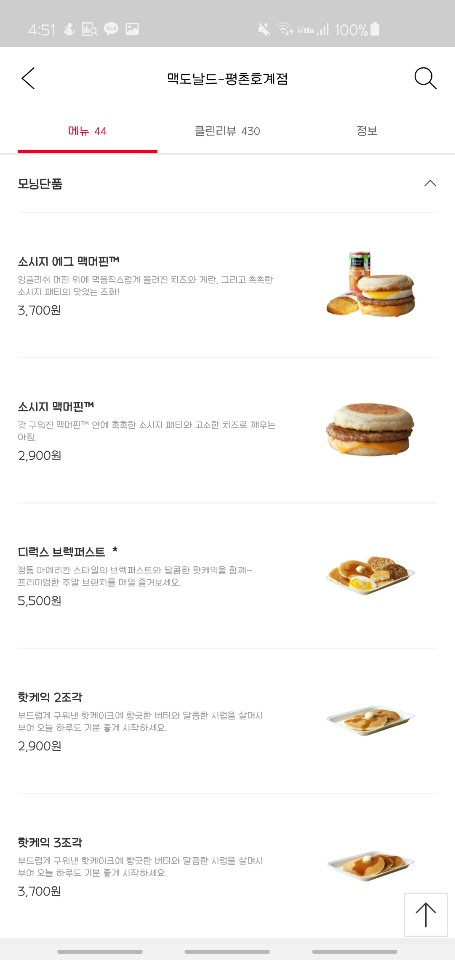 4:51
100%
맥도날드-평촌호계점
메뉴 44
클린리뷰 430
정보
모닝단품
소시지 에그 맥머핀™
잉글리쉬 머핀 위에 먹음직스럽게 올려진 치즈와 계란, 그리고 촉촉한
소시지 패티의 맛있는 조화!
3,700원
소시지 맥머핀™
갓 구워진 맥머핀™ 안에 촉촉한 소시지 패티와 고소한 치즈로 깨우는
아침.
2,900원
디럭스 브렉퍼스트 *
정통 아메리칸 스타일의 브렉퍼스트와 달콤한 핫케익을 함께~
프리미엄한 주말 브런치를 매일 즐겨보세요.
5,500원
핫케익 2조각
부드럽게 구워낸 핫케이크에 향긋한 버터와 달콤한 시럽을 살며시
부어 오늘 하루도 기분 좋게 시작하세요.
2,900원
핫케익 3조각
부드럽게 구워낸 핫케이크에 향긋한 버터와 달콤한 시럽을 살며시
부어 오늘 하루도 기분 좋게 시작하세요.
3,700원